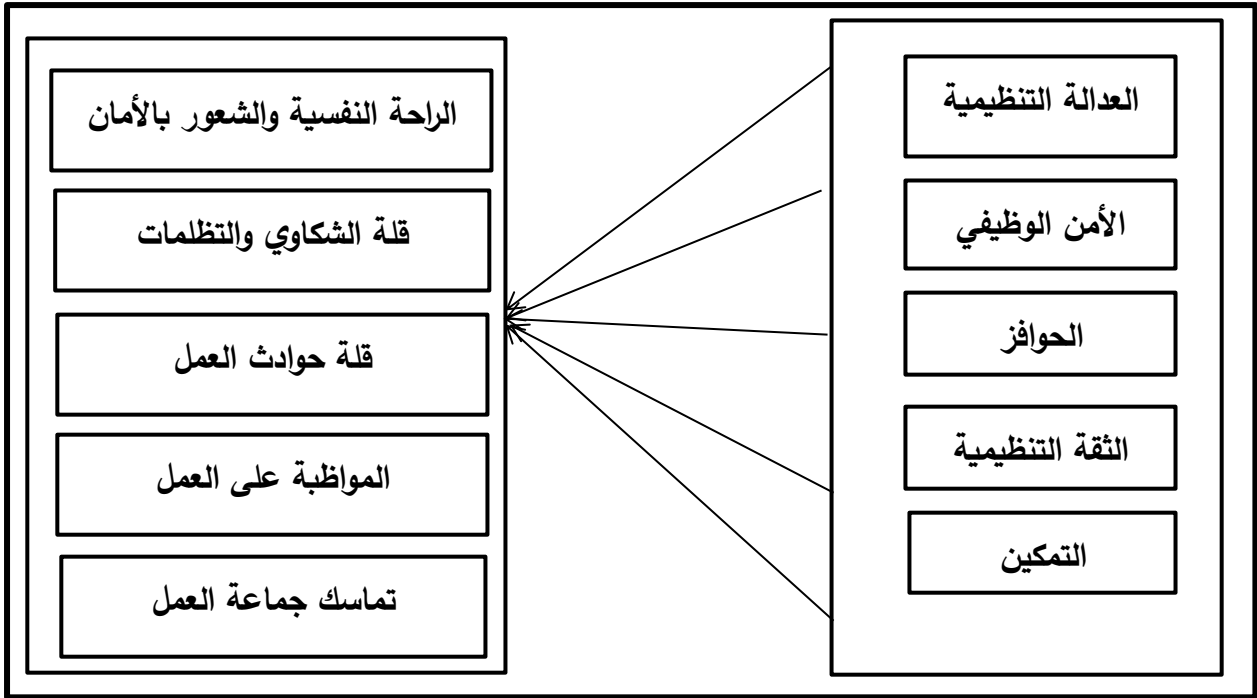 العدالة التنظيمية
الأمن الوظيفي
الحوافز
الثقة التنظيمية
التمكين
الراحة النفسية والشعور بالأمان
قلة الشكاوي والتظلمات
قلة حوادث العمل
المواظبة على العمل
تماسك جماعة العمل